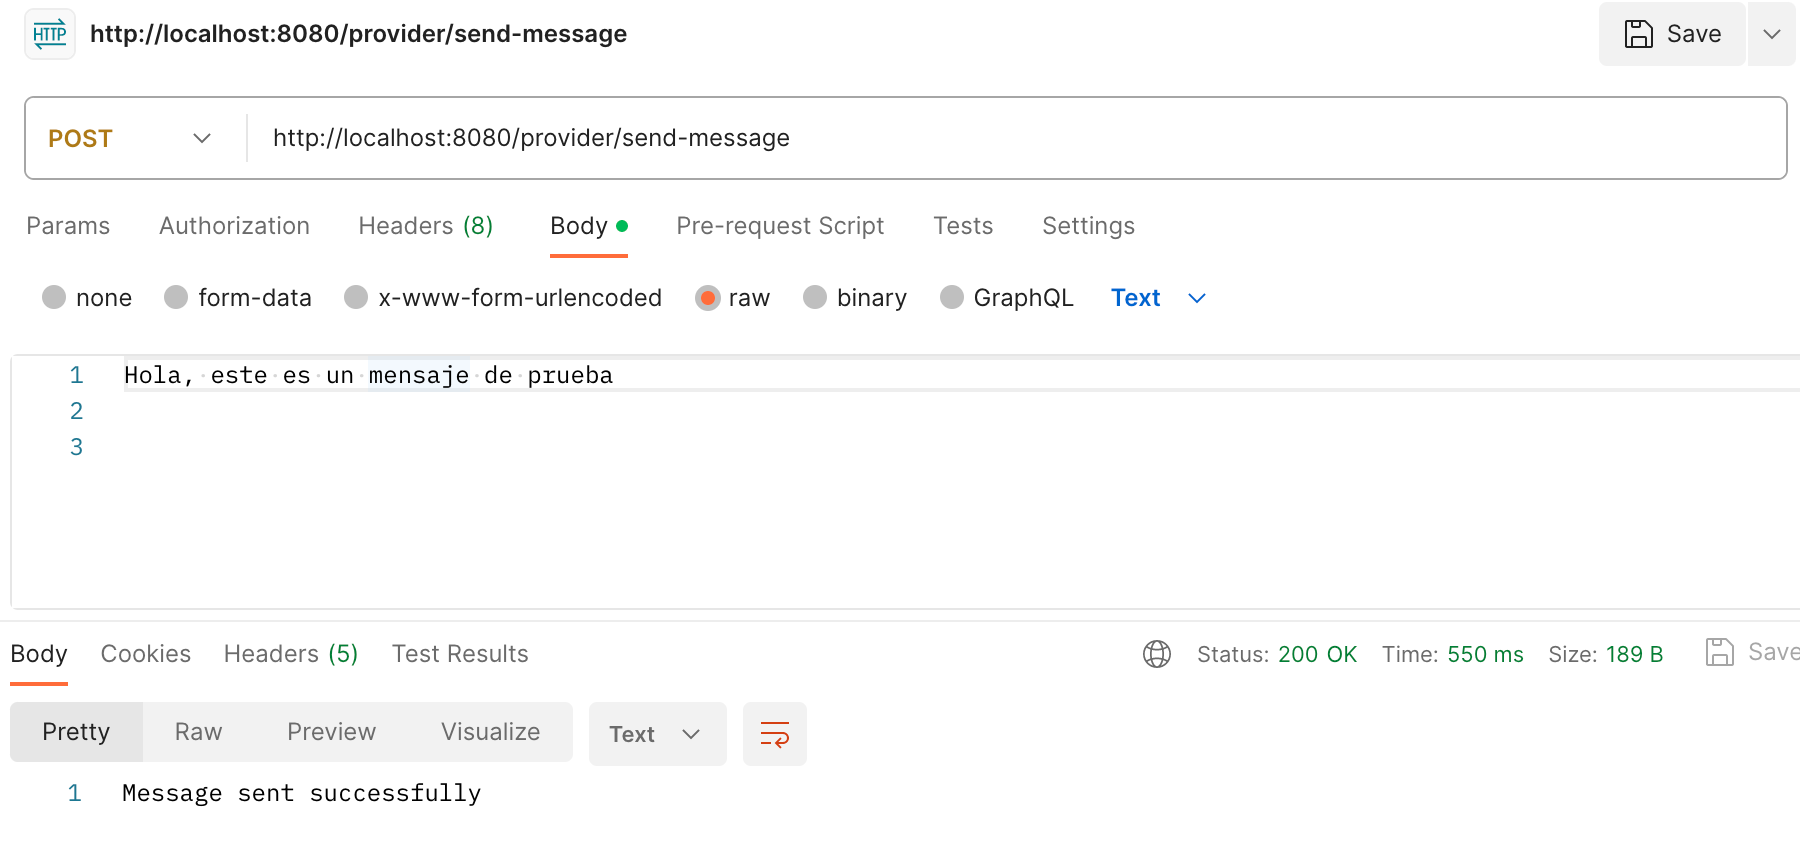 HTTP http://localhost:8080/provider/send-message Save
POST http://localhost:8080/provider/send-message
Params Authorization Headers (8) Body Pre-request Script Tests Settings
none form-data x-www-form-urlencoded raw binary GraphQL Text
1 Hola, este es un mensaje de prueba
2
3
Body Cookies Headers (5) Test Results Status: 200 OK Time: 550 ms Size: 189 B Save
Pretty Raw Preview Visualize Text
1 Message sent successfully